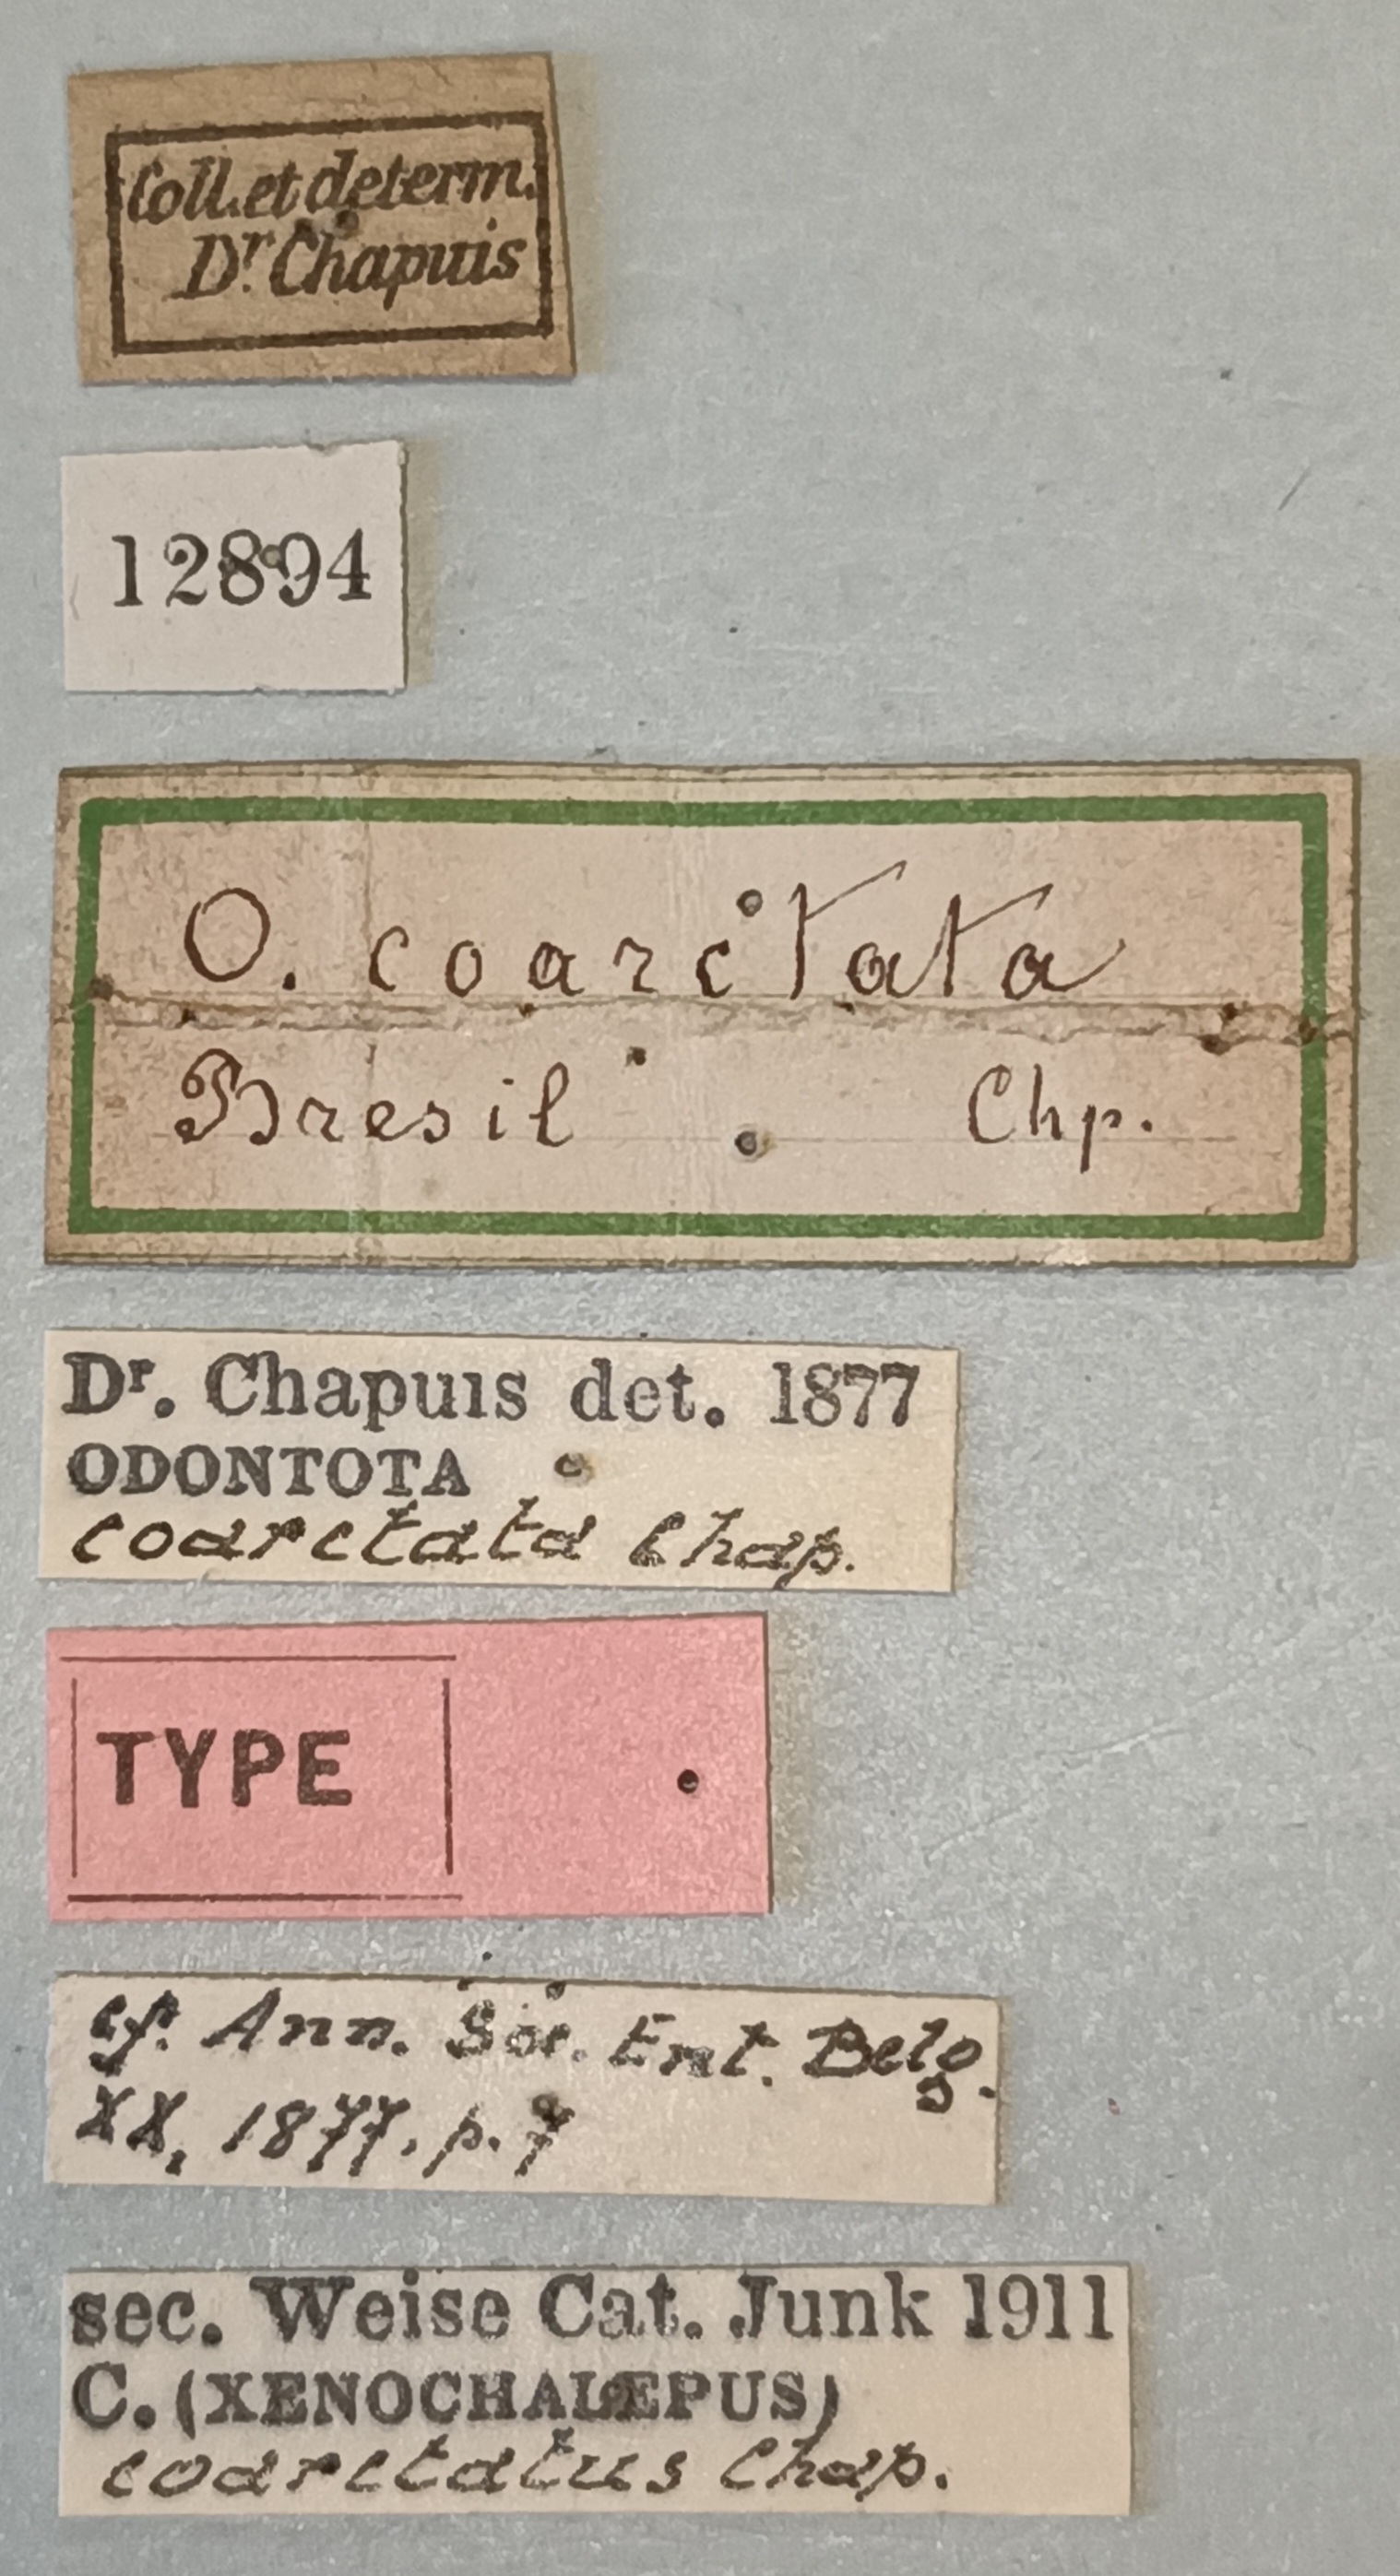 Coll. et determ.
Dr Chapuis
12894
O. coarctata
Bresil . Chp.
Dr. Chapuis det. 1877
ODONTOTA
coarctata Chap.
TYPE
cf. Ann. Soc. Ent. Belg.
XX, 1877. p. 7
sec. Weise Cat. Junk 1911
C. (XENOCHALEPUS)
coarctatus Chap.